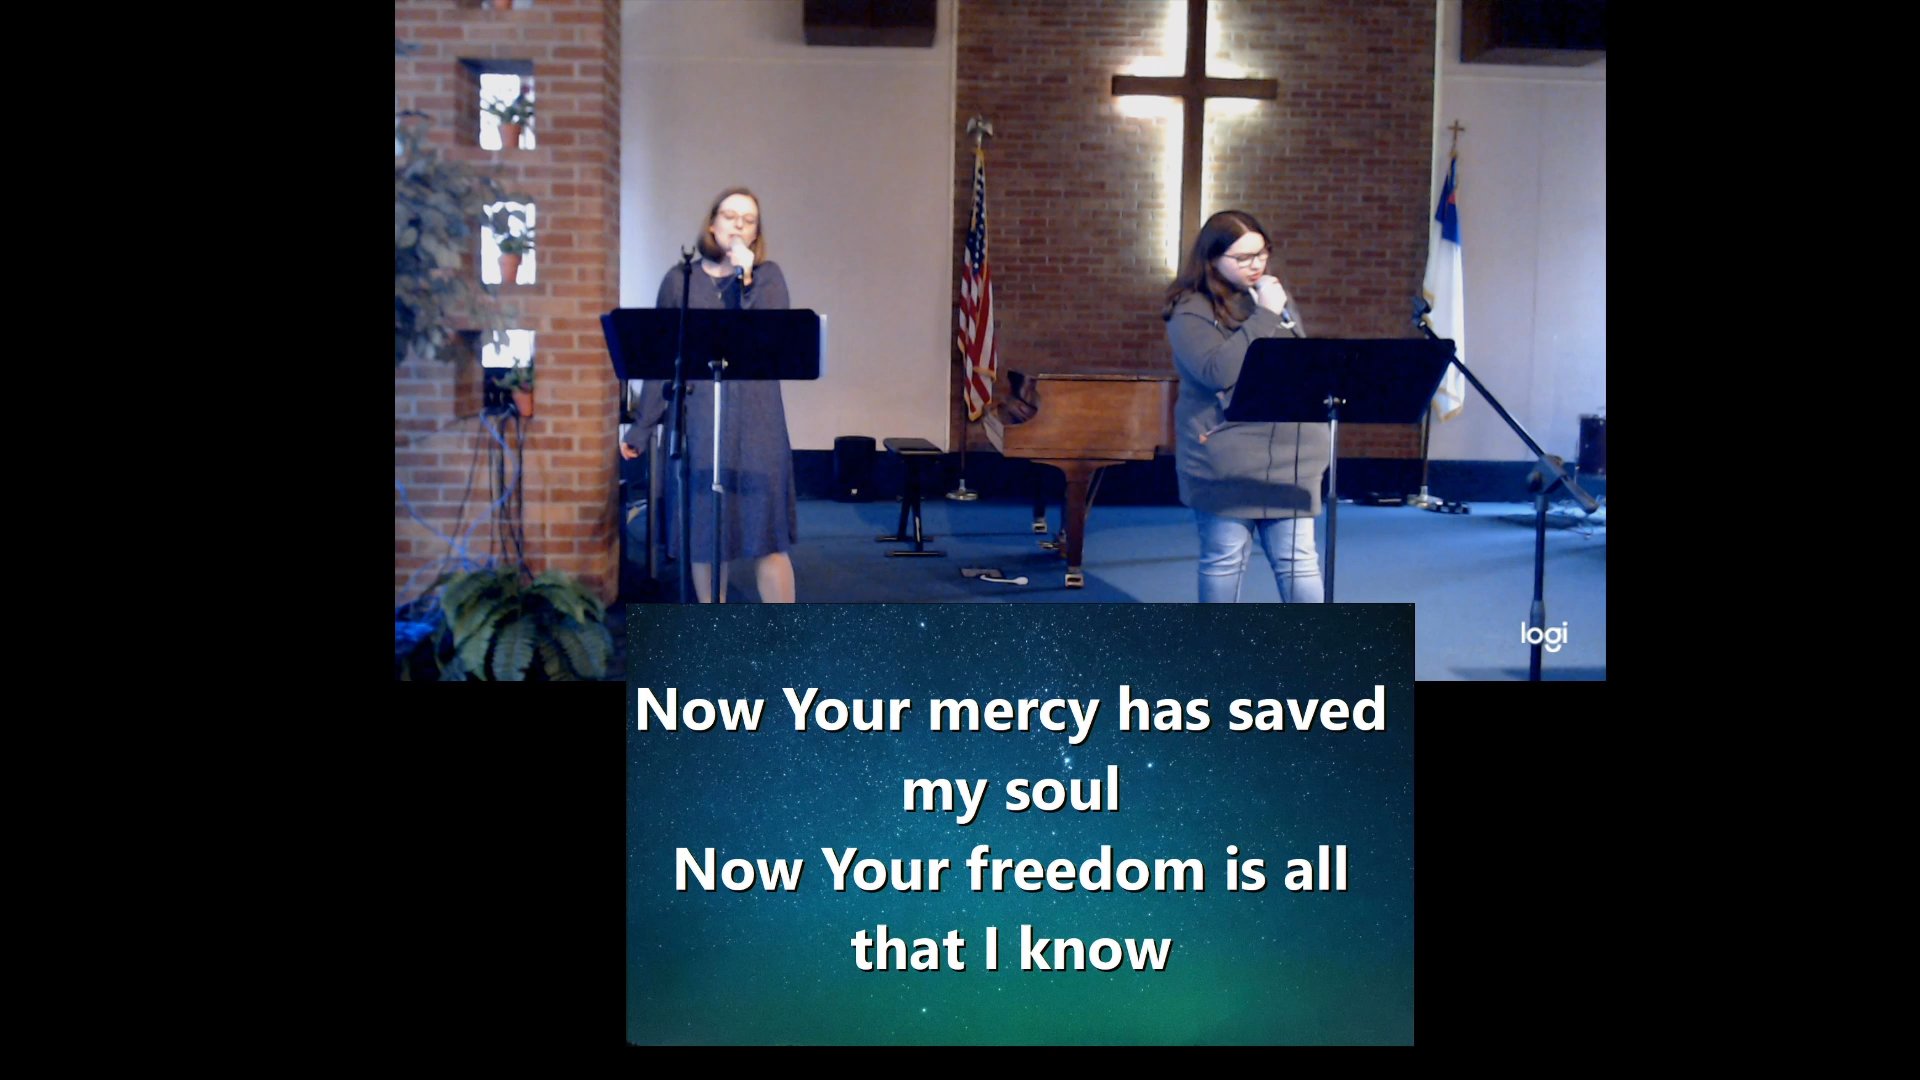 logi
Now Your mercy has saved
my soul
Now Your freedom is all
that I know